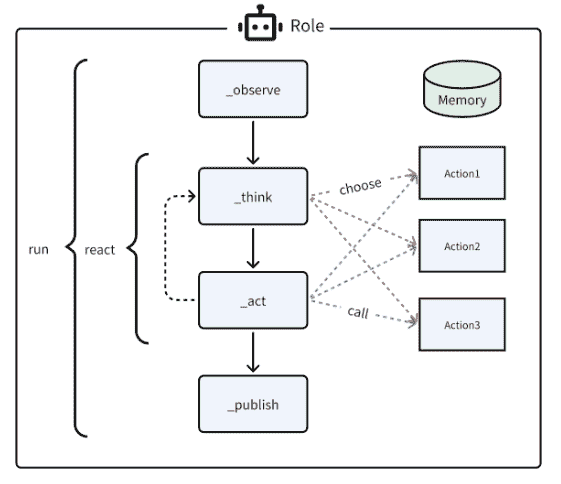 Role
_observe
Memory
_think
choose
Action1
run
react
Action2
_act
call
Action3
_publish